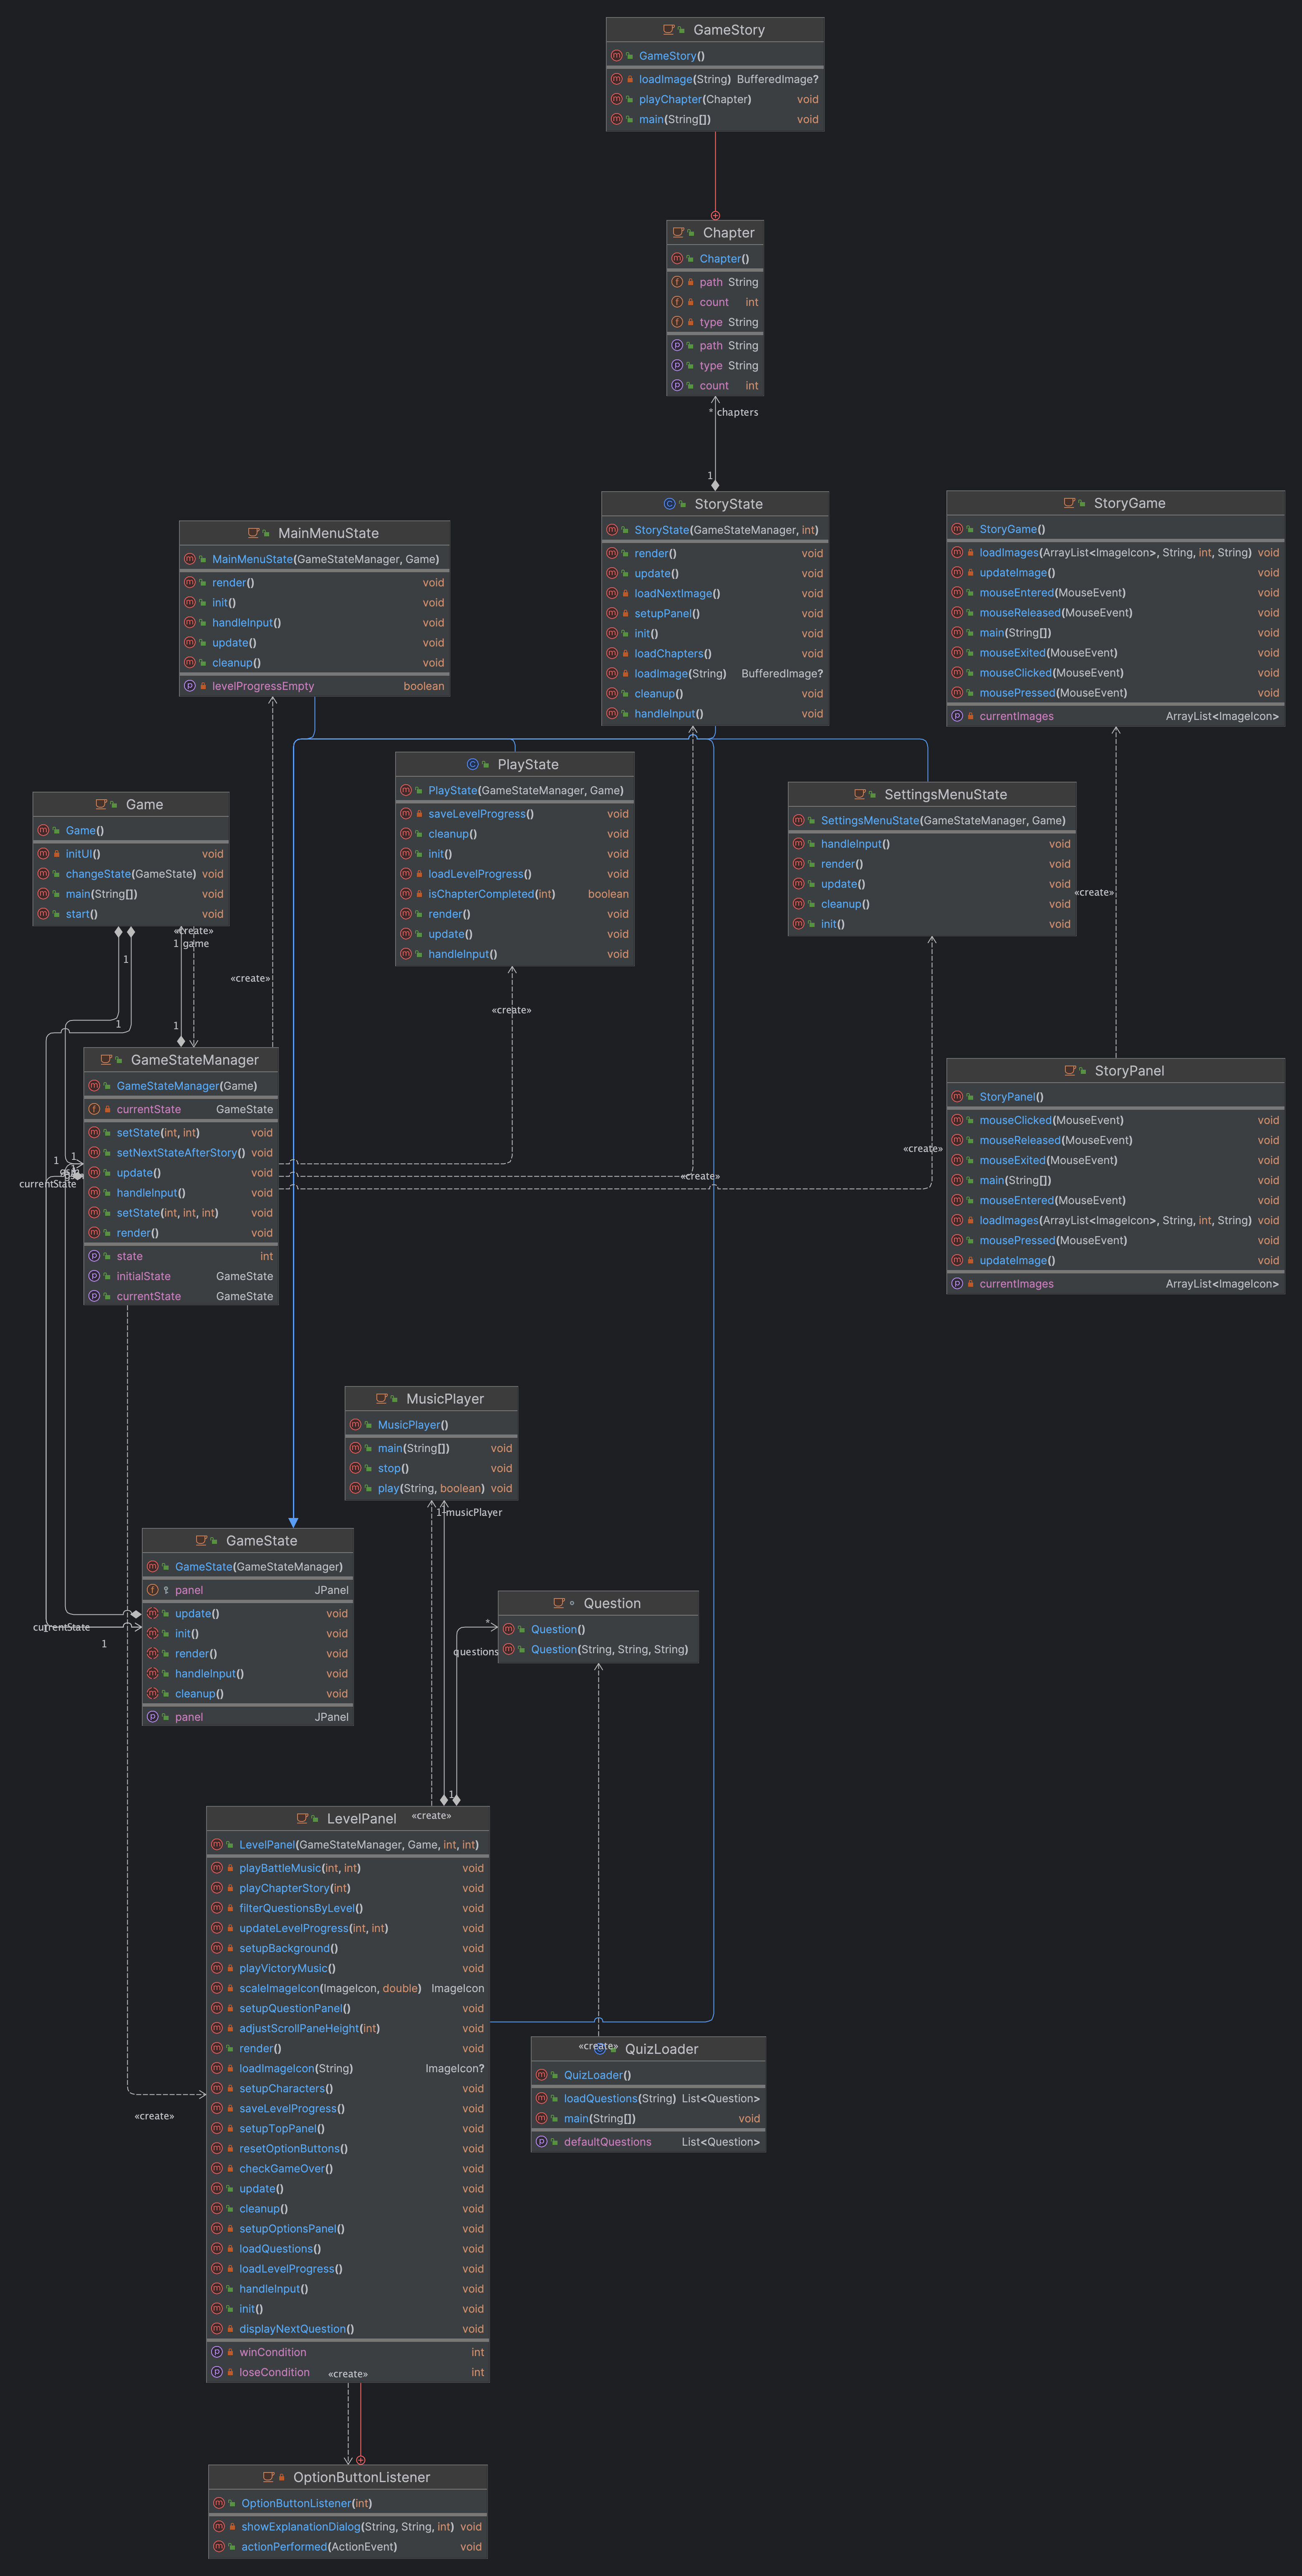 GameStory
GameStory()
loadImage(String) BufferedImage?
playChapter(Chapter) void
main(String[]) void
Chapter
Chapter()
path String
count int
type String
path String
type String
count int
* chapters
1
StoryState
StoryState(GameStateManager, int)
render() void
update() void
loadNextImage() void
setupPanel() void
init() void
loadChapters() void
loadImage(String) BufferedImage?
cleanup() void
handleInput() void
StoryGame
StoryGame()
loadImages(ArrayList<ImageIcon>, String, int, String) void
updateImage() void
mouseEntered(MouseEvent) void
mouseReleased(MouseEvent) void
main(String[]) void
mouseExited(MouseEvent) void
mouseClicked(MouseEvent) void
mousePressed(MouseEvent) void
currentImages ArrayList<ImageIcon>
MainMenuState
MainMenuState(GameStateManager, Game)
render() void
init() void
handleInput() void
update() void
cleanup() void
levelProgressEmpty boolean
PlayState
PlayState(GameStateManager, Game)
saveLevelProgress() void
cleanup() void
init() void
loadLevelProgress() void
isChapterCompleted(int) boolean
render() void
update() void
handleInput() void
SettingsMenuState
SettingsMenuState(GameStateManager, Game)
handleInput() void
render() void
update() void
cleanup() void
init() void
«create»
Game
Game()
initUI() void
changeState(GameState) void
main(String[]) void
start() void
«create»
1 game
1
«create»
«create»
1
1
GameStateManager
GameStateManager(Game)
currentState GameState
setState(int, int) void
setNextStateAfterStory() void
update() void
handleInput() void
setState(int, int, int) void
render() void
state int
initialState GameState
currentState GameState
1
1
currentState
«create»
«create»
StoryPanel
StoryPanel()
mouseClicked(MouseEvent) void
mouseReleased(MouseEvent) void
mouseExited(MouseEvent) void
main(String[]) void
mouseEntered(MouseEvent) void
loadImages(ArrayList<ImageIcon>, String, int, String) void
mousePressed(MouseEvent) void
updateImage() void
currentImages ArrayList<ImageIcon>
MusicPlayer
MusicPlayer()
main(String[]) void
stop() void
play(String, boolean) void
1 musicPlayer
GameState
GameState(GameStateManager)
panel JPanel
update() void
init() void
render() void
handleInput() void
cleanup() void
panel JPanel
currentState
1
Question
Question()
Question(String, String, String)
*
questions
1
«create»
LevelPanel
LevelPanel(GameStateManager, Game, int, int)
playBattleMusic(int, int) void
playChapterStory(int) void
filterQuestionsByLevel() void
updateLevelProgress(int, int) void
setupBackground() void
playVictoryMusic() void
scaleImageIcon(ImageIcon, double) ImageIcon
setupQuestionPanel() void
adjustScrollPaneHeight(int) void
render() void
loadImageIcon(String) ImageIcon?
setupCharacters() void
saveLevelProgress() void
setupTopPanel() void
resetOptionButtons() void
checkGameOver() void
update() void
cleanup() void
setupOptionsPanel() void
loadQuestions() void
loadLevelProgress() void
handleInput() void
init() void
displayNextQuestion() void
winCondition int
loseCondition int
«create»
«create»
«create»
QuizLoader
QuizLoader()
loadQuestions(String) List<Question>
main(String[]) void
defaultQuestions List<Question>
OptionButtonListener
OptionButtonListener(int)
showExplanationDialog(String, String, int) void
actionPerformed(ActionEvent) void